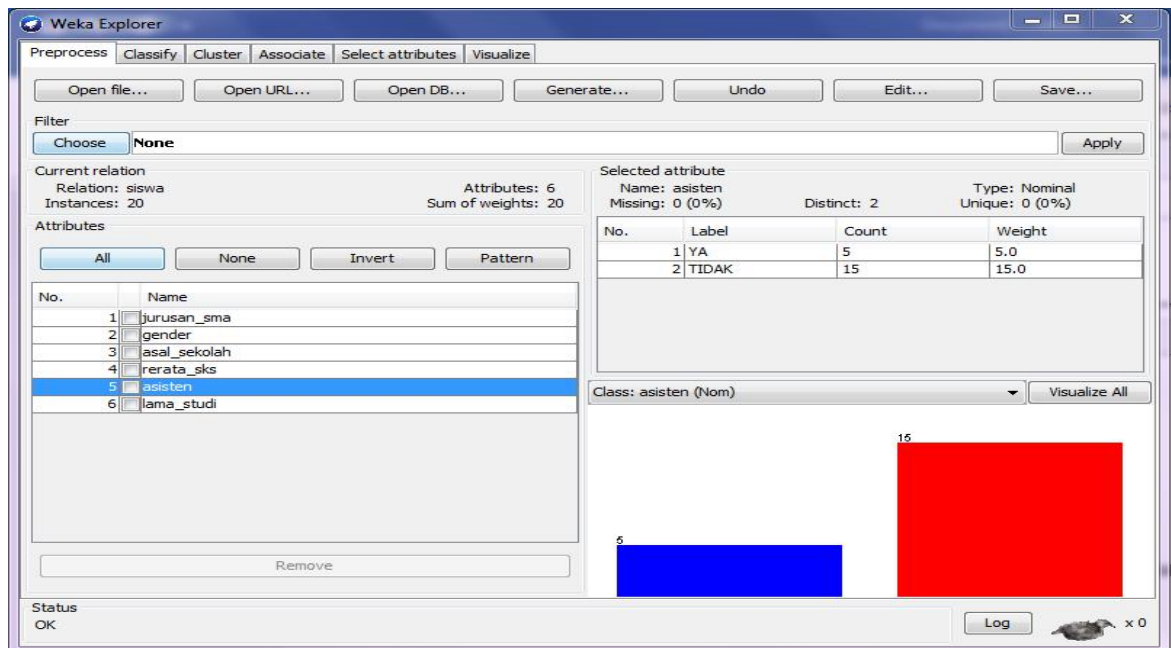 Weka Explorer
Preprocess Classify Cluster Associate Select attributes Visualize
Open file... Open URL... Open DB... Generate... Undo Edit... Save...
Filter
Choose None Apply
Current relation
Relation: siswa Attributes: 6
Instances: 20 Sum of weights: 20
Attributes
All None Invert Pattern
No. Name
1 jurusan_sma
2 gender
3 asal_sekolah
4 rerata_sks
5 asisten
6 lama_studi
Remove
Selected attribute
Name: asisten Type: Nominal
Missing: 0 (0%) Distinct: 2 Unique: 0 (0%)
No. Label Count Weight
1 YA 5 5.0
2 TIDAK 15 15.0
Class: asisten (Nom) Visualize All
15
5
Status
OK Log x 0